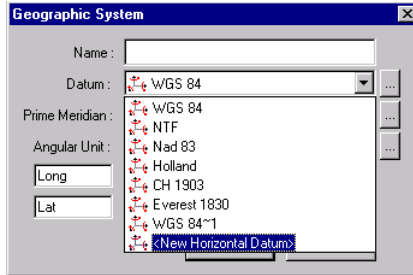 Geographic System
Name :
Datum : WGS 84 ...
WGS 84
Prime Meridian : ...
NTF
Angular Unit : Nad 83 ...
Holland
Long
CH 1903
Everest 1830
Lat
WGS 84~1
<New Horizontal Datum>